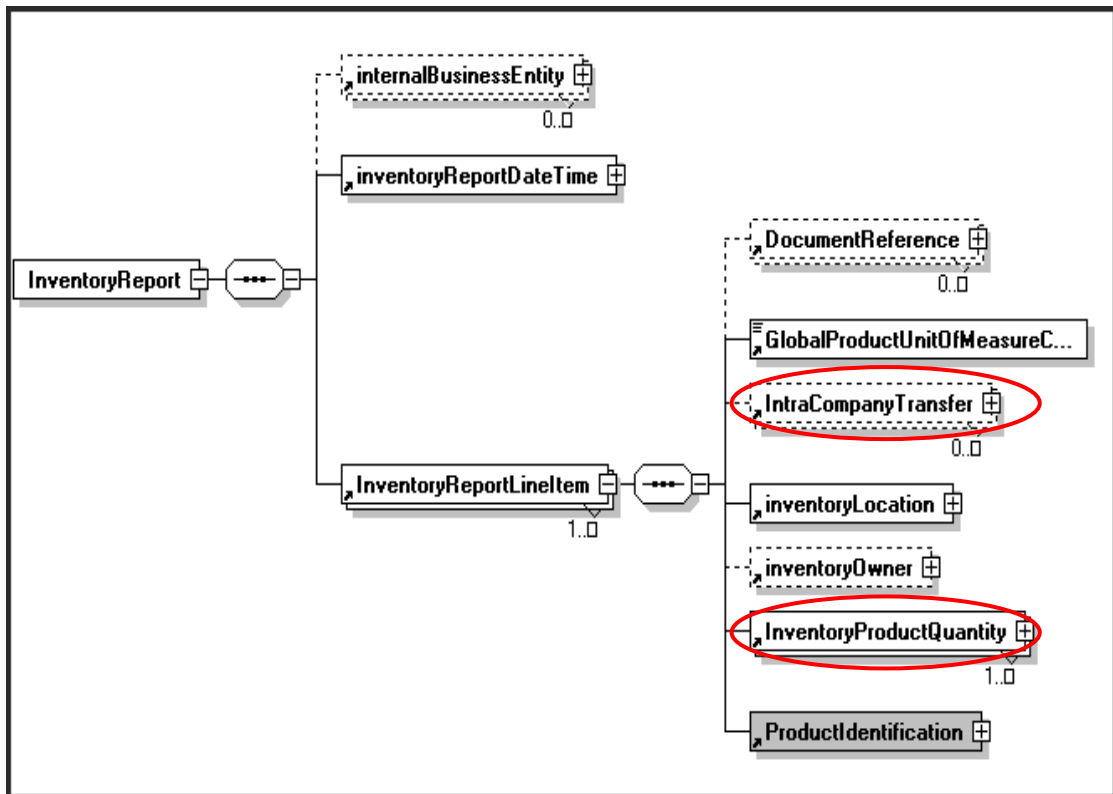 internalBusinessEntity
0..□
inventoryReportDateTime
DocumentReference
0..□
InventoryReport
GlobalProductUnitOfMeasureC...
IntraCompanyTransfer
0..□
InventoryReportLineItem
1..□
inventoryLocation
inventoryOwner
InventoryProductQuantity
1..□
ProductIdentification